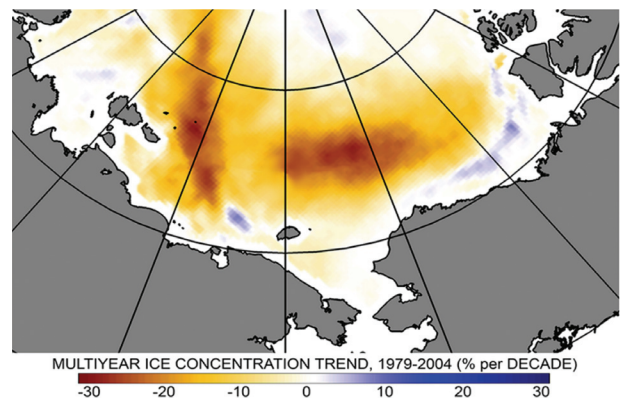 MULTIYEAR ICE CONCENTRATION TREND, 1979-2004 (% per DECADE)
-30 -20 -10 0 10 20 30